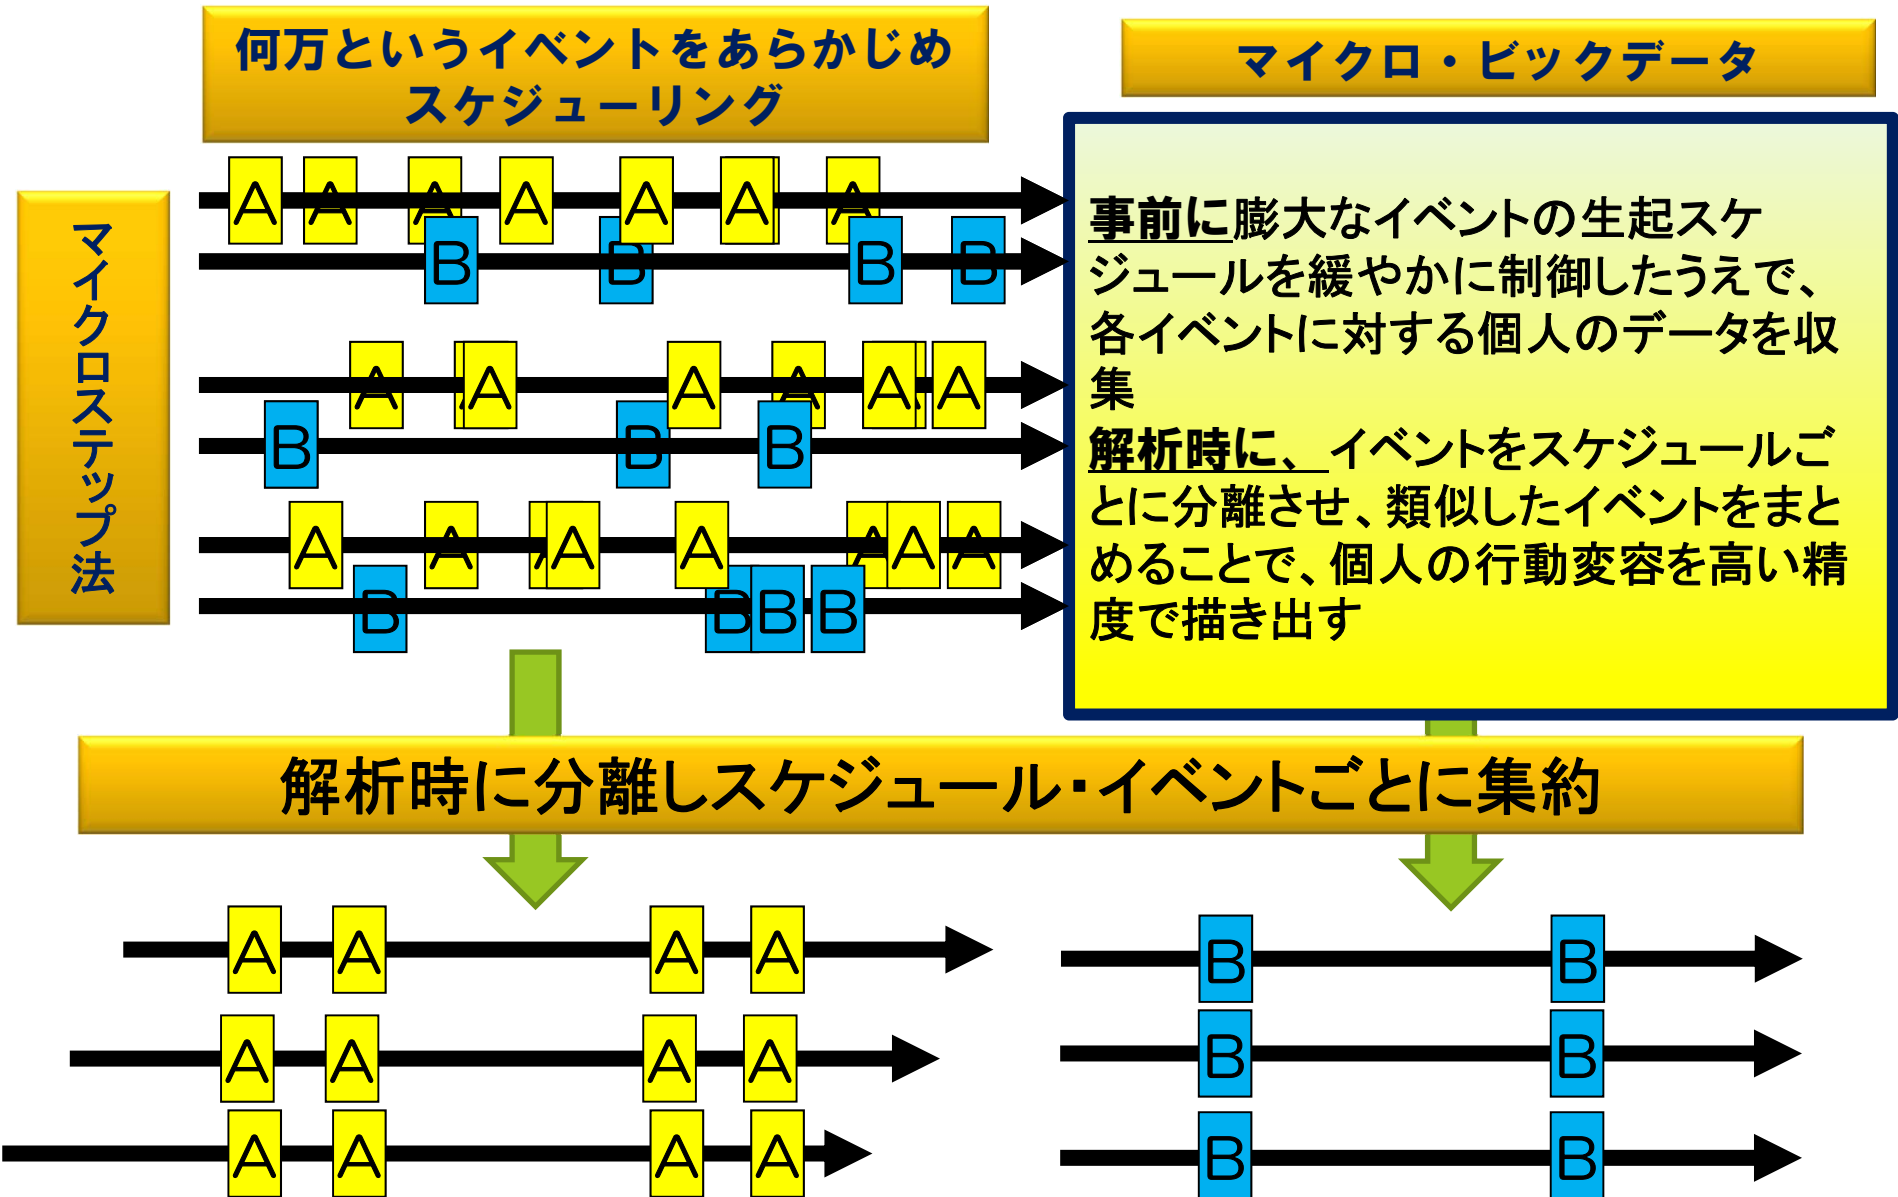 何万というイベントをあらかじめ
スケジューリング
マイクロ・ビックデータ
マイクロステップ法
A A A A A A A
B B B B
A A A A A A A A
B B B
A A A A A A A A
B B B B
事前に膨大なイベントの生起スケ
ジュールを緩やかに制御したうえで、
各イベントに対する個人のデータを収
集
解析時に、イベントをスケジュールご
とに分離させ、類似したイベントをまと
めることで、個人の行動変容を高い精
度で描き出す
解析時に分離しスケジュール・イベントごとに集約
A A A A
B B
A A A A
B B
A A A A
B B